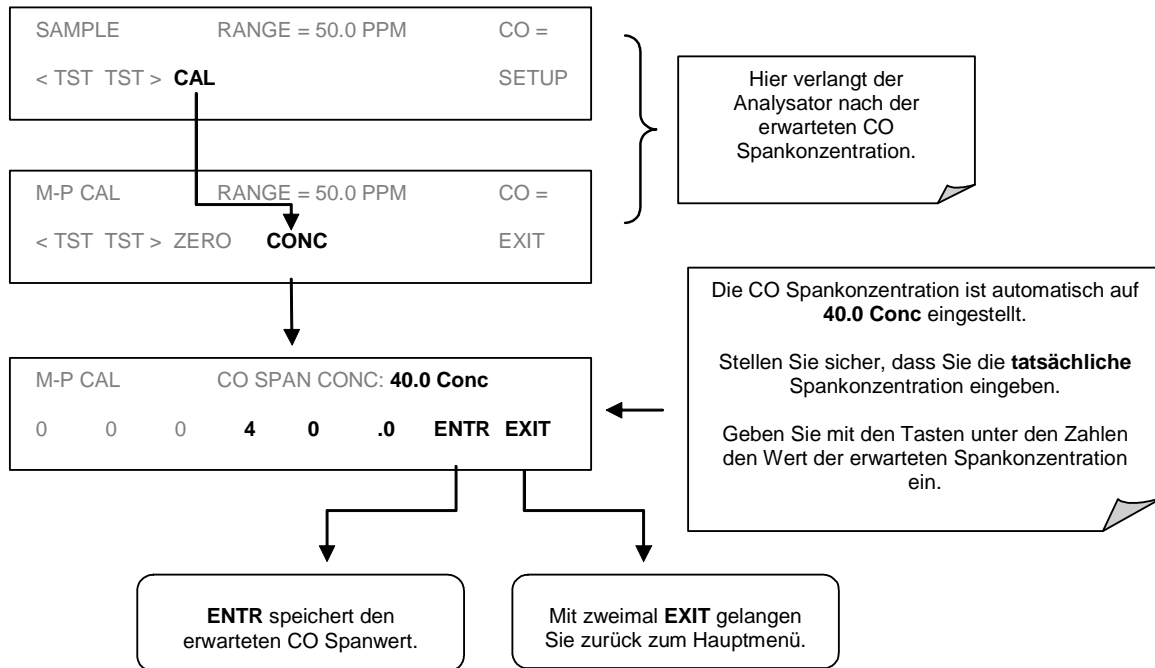 SAMPLE RANGE = 50.0 PPM CO =
< TST TST > CAL SETUP
Hier verlangt der
Analysator nach der
erwarteten CO
Spankonzentration.
M-P CAL RANGE = 50.0 PPM CO =
< TST TST > ZERO CONC EXIT
Die CO Spankonzentration ist automatisch auf
40.0 Conc eingestellt.
Stellen Sie sicher, dass Sie die tatsächliche
Spankonzentration eingeben.
Geben Sie mit den Tasten unter den Zahlen
den Wert der erwarteten Spankonzentration
ein.
M-P CAL CO SPAN CONC: 40.0 Conc
0 0 0 4 0 .0 ENTR EXIT
ENTR speichert den
erwarteten CO Spanwert.
Mit zweimal EXIT gelangen
Sie zurück zum Hauptmenü.